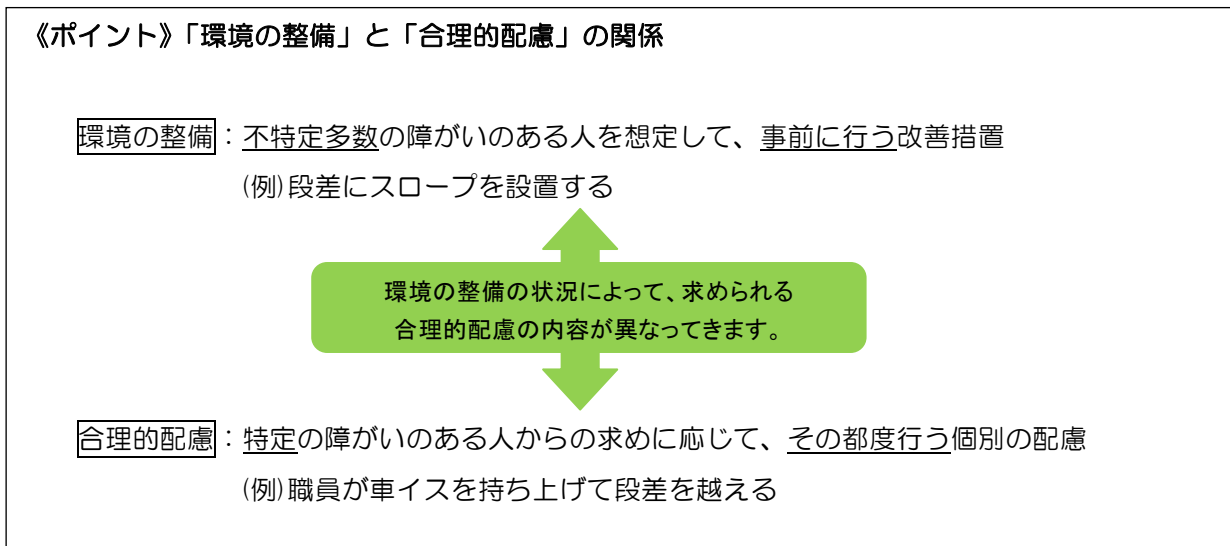 《ポイント》「環境の整備」と「合理的配慮」の関係
環境の整備:不特定多数の障がいのある人を想定して、事前に行う改善措置
(例)段差にスロープを設置する
環境の整備の状況によって、求められる
合理的配慮の内容が異なってきます。
合理的配慮:特定の障がいのある人からの求めに応じて、その都度行う個別の配慮
(例)職員が車イスを持ち上げて段差を越える